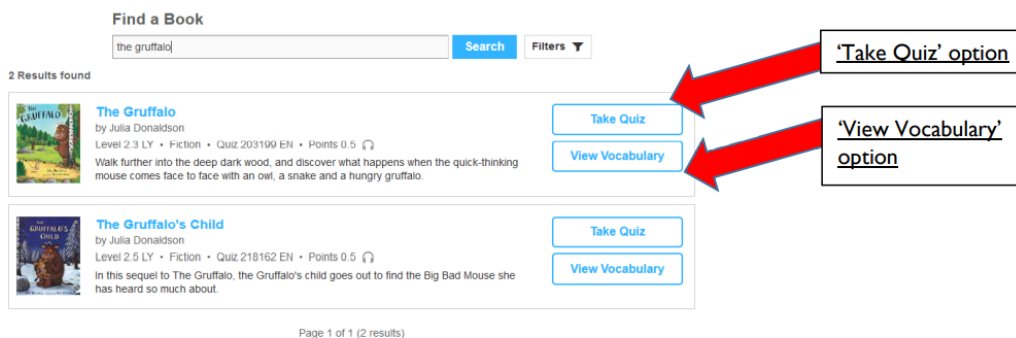 Find a Book
the gruffalo
Search
Filters
2 Results found
THE GRUFFALO
The Gruffalo
by Julia Donaldson
Level 2.3 LY • Fiction • Quiz 203199 EN • Points 0.5
Walk further into the deep dark wood, and discover what happens when the quick-thinking
mouse comes face to face with an owl, a snake and a hungry gruffalo.
Take Quiz
View Vocabulary
'Take Quiz' option
'View Vocabulary'
option
THE
GRUFFALO'S
CHILD
The Gruffalo's Child
by Julia Donaldson
Level 2.5 LY • Fiction • Quiz 218162 EN • Points 0.5
In this sequel to The Gruffalo, the Gruffalo's child goes out to find the Big Bad Mouse she
has heard so much about.
Take Quiz
View Vocabulary
Page 1 of 1 (2 results)